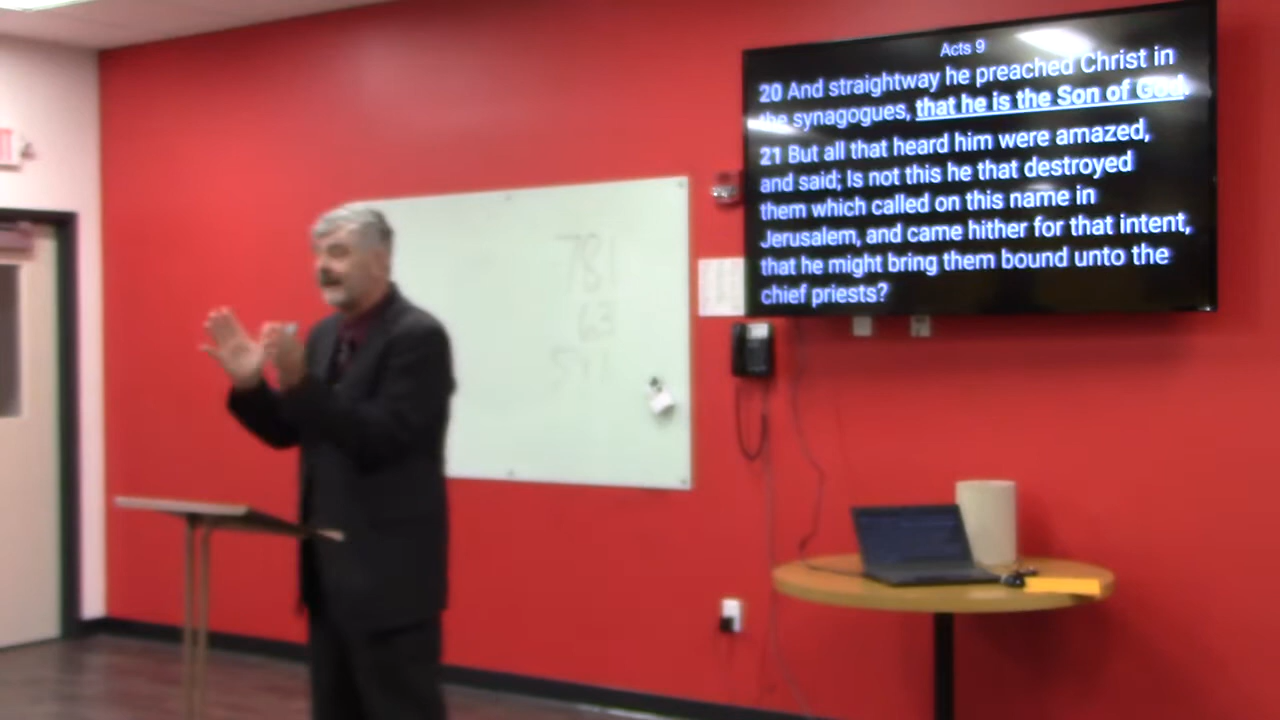 Acts 9
20 And straightway he preached Christ in
the synagogues, that he is the Son of God.
21 But all that heard him were amazed,
and said; Is not this he that destroyed
them which called on this name in
Jerusalem, and came hither for that intent,
that he might bring them bound unto the
chief priests?
781
63